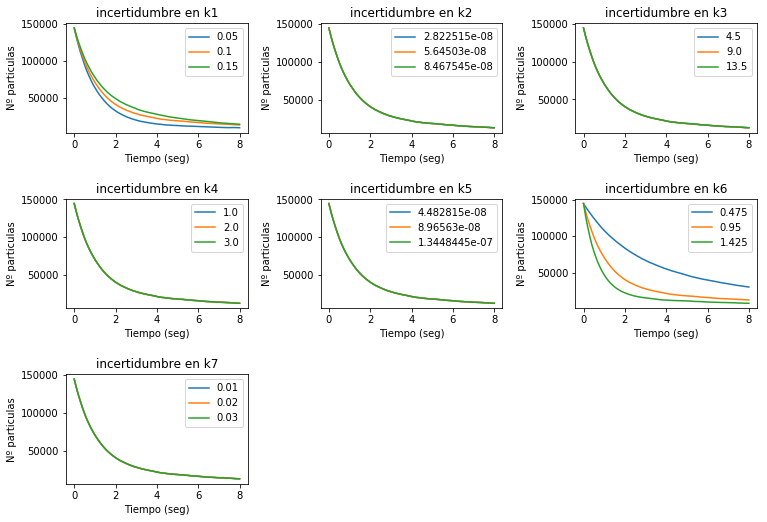 incertidumbre en k1
Nº particulas
150000
100000
50000
0.05
0.1
0.15
0 2 4 6 8
Tiempo (seg)
incertidumbre en k2
Nº particulas
150000
100000
50000
2.822515e-08
5.64503e-08
8.467545e-08
0 2 4 6 8
Tiempo (seg)
incertidumbre en k3
Nº particulas
150000
100000
50000
4.5
9.0
13.5
0 2 4 6 8
Tiempo (seg)
incertidumbre en k4
Nº particulas
150000
100000
50000
1.0
2.0
3.0
0 2 4 6 8
Tiempo (seg)
incertidumbre en k5
Nº particulas
150000
100000
50000
4.482815e-08
8.96563e-08
1.3448445e-07
0 2 4 6 8
Tiempo (seg)
incertidumbre en k6
Nº particulas
150000
100000
50000
0.475
0.95
1.425
0 2 4 6 8
Tiempo (seg)
incertidumbre en k7
Nº particulas
150000
100000
50000
0.01
0.02
0.03
0 2 4 6 8
Tiempo (seg)